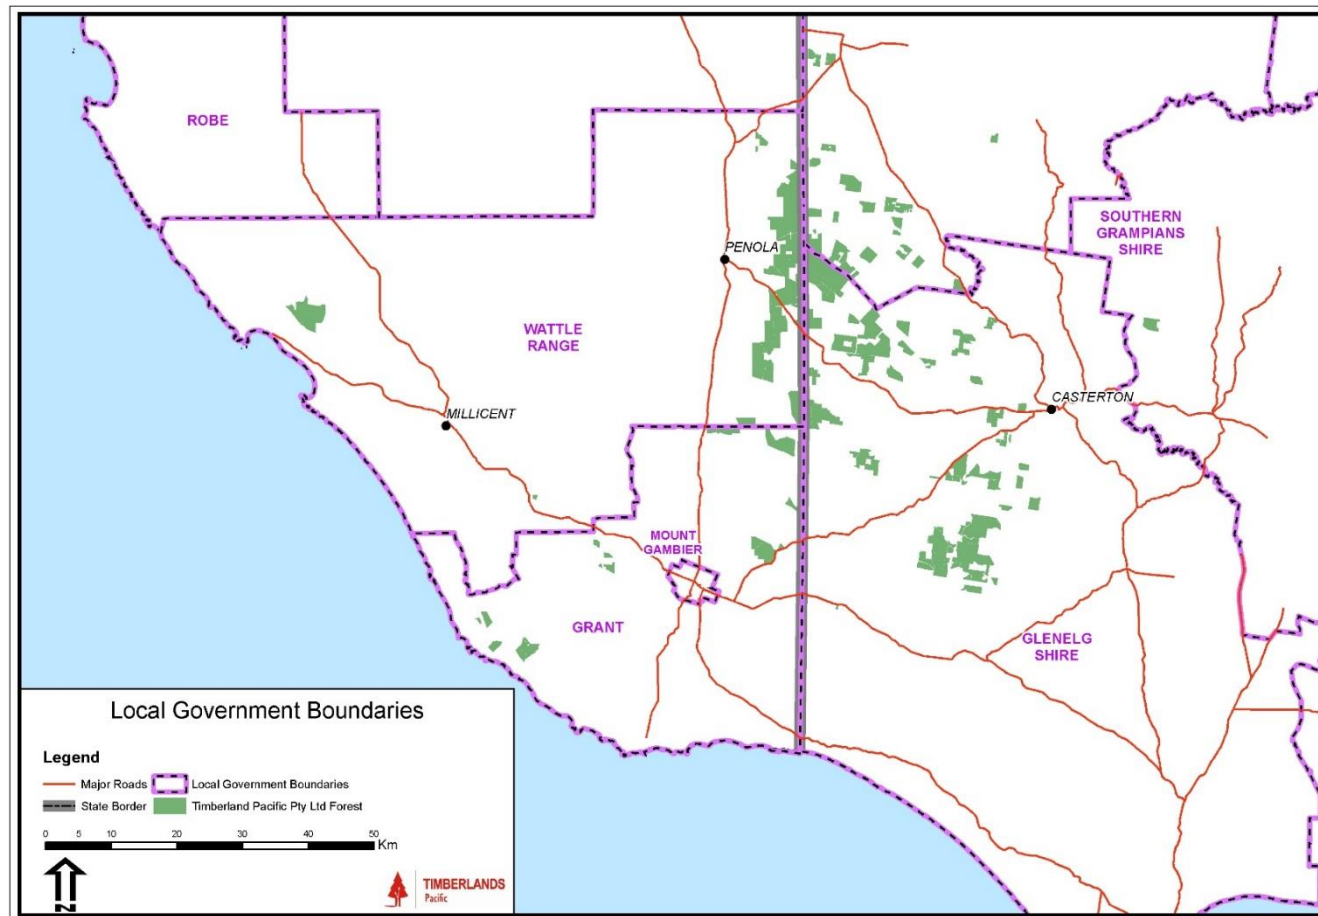 ROBE
SOUTHERN
GRAMPIANS
SHIRE
PENOLA
WATTLE
RANGE
CASTERTON
MILLICENT
MOUNT
GAMBIER
GRANT
GLENELG
SHIRE
Local Government Boundaries
Legend
Major Roads
Local Government Boundaries
State Border
Timberland Pacific Pty Ltd Forest
0 5 10 20 30 40 50
Km
N
TIMBERLANDS
Pacific